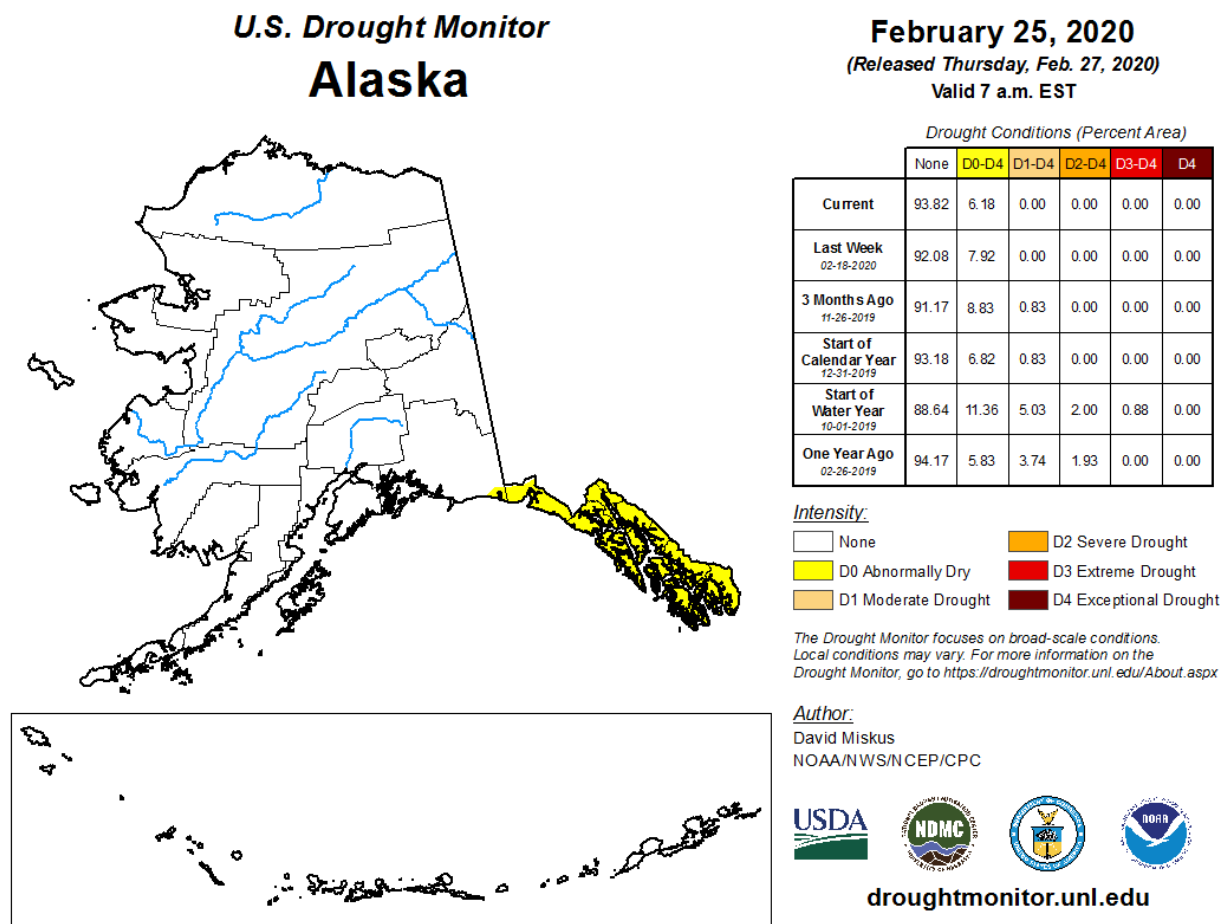 U.S. Drought Monitor
Alaska
February 25, 2020
(Released Thursday, Feb. 27, 2020)
Valid 7 a.m. EST
Drought Conditions (Percent Area)
None D0-D4 D1-D4 D2-D4 D3-D4 D4
Current 93.82 6.18 0.00 0.00 0.00 0.00
Last Week
02-18-2020
92.08 7.92 0.00 0.00 0.00 0.00
3 Months Ago
11-26-2019
91.17 8.83 0.83 0.00 0.00 0.00
Start of
Calendar Year
12-31-2019
93.18 6.82 0.83 0.00 0.00 0.00
Start of
Water Year
10-01-2019
88.64 11.36 5.03 2.00 0.88 0.00
One Year Ago
02-26-2019
94.17 5.83 3.74 1.93 0.00 0.00
Intensity:
None
D0 Abnormally Dry
D1 Moderate Drought
D2 Severe Drought
D3 Extreme Drought
D4 Exceptional Drought
The Drought Monitor focuses on broad-scale conditions.
Local conditions may vary. For more information on the
Drought Monitor, go to https://droughtmonitor.unl.edu/About.aspx
Author:
David Miskus
NOAA/NWS/NCEP/CPC
USDA
NDMC
NOAA
droughtmonitor.unl.edu